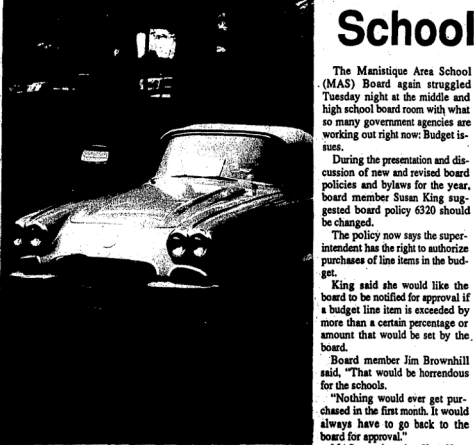 School
The Manistique Area School
(MAS) Board again struggled
Tuesday night at the middle and
high school board room with what
so many government agencies are
working out right now: Budget is-
sues.
During the presentation and dis-
cussion of new and revised board
policies and bylaws for the year,
board member Susan King sug-
gested board policy 6320 should
be changed.
The policy now says the super-
intendent has the right to authorize
purchases of line items in the bud-
get.
King said she would like the
board to be notified for approval if
a budget line item is exceeded by
more than a certain percentage or
amount that would be set by the
board.
Board member Jim Brownhill
said, "That would be horrendous
for the schools.
"Nothing would ever get pur-
chased in the first month. It would
always have to go back to the
board for approval."